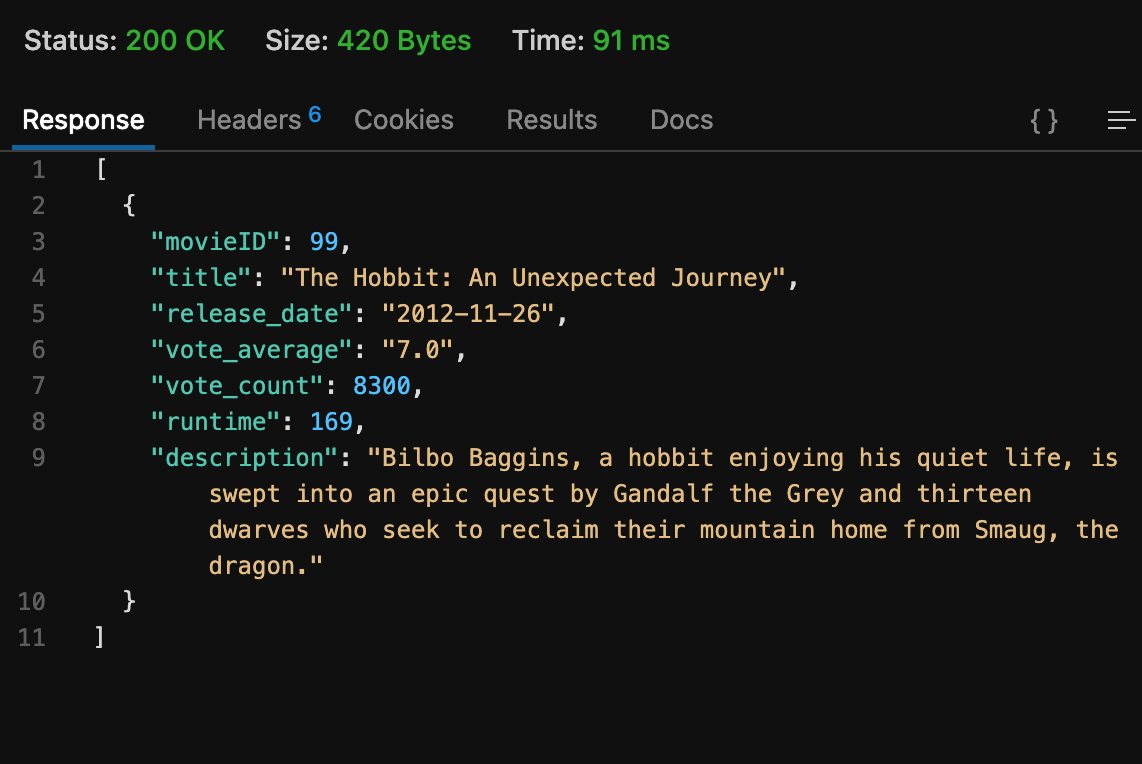 Status: 200 OK Size: 420 Bytes Time: 91 ms
Response Headers 6 Cookies Results Docs { }
1 [
2 {
3 "movieID": 99,
4 "title": "The Hobbit: An Unexpected Journey",
5 "release_date": "2012-11-26",
6 "vote_average": "7.0",
7 "vote_count": 8300,
8 "runtime": 169,
9 "description": "Bilbo Baggins, a hobbit enjoying his quiet life, is
swept into an epic quest by Gandalf the Grey and thirteen
dwarves who seek to reclaim their mountain home from Smaug, the
dragon."
10 }
11 ]